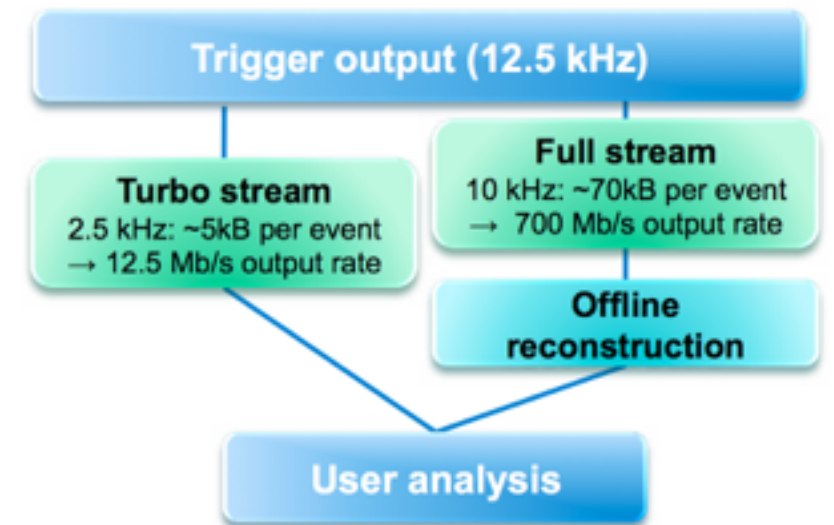 Trigger output (12.5 kHz)
Turbo stream
2.5 kHz: ~5kB per event
→ 12.5 Mb/s output rate
Full stream
10 kHz: ~70kB per event
→ 700 Mb/s output rate
Offline
reconstruction
User analysis